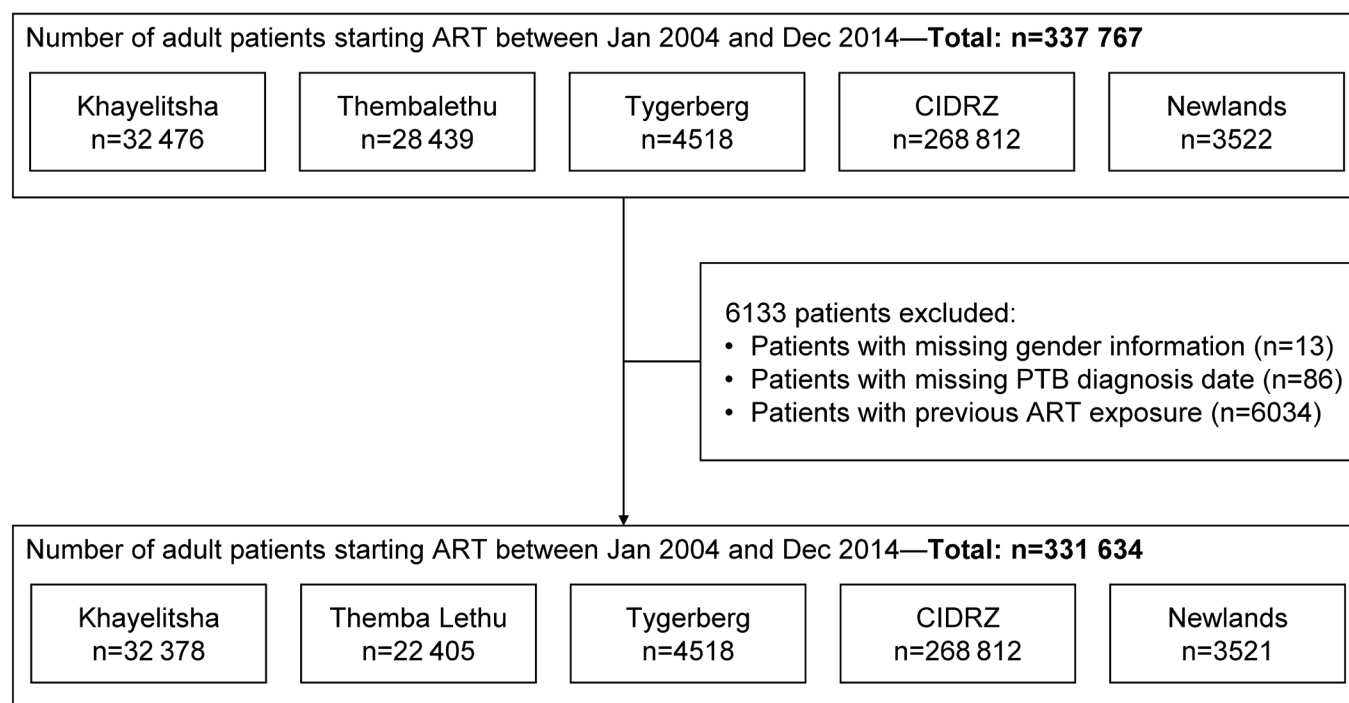 Number of adult patients starting ART between Jan 2004 and Dec 2014—Total: n=337 767
Khayelitsha
n=32 476
Thembalethu
n=28 439
Tygerberg
n=4518
CIDRZ
n=268 812
Newlands
n=3522
6133 patients excluded:
• Patients with missing gender information (n=13)
• Patients with missing PTB diagnosis date (n=86)
• Patients with previous ART exposure (n=6034)
Number of adult patients starting ART between Jan 2004 and Dec 2014—Total: n=331 634
Khayelitsha
n=32 378
Themba Lethu
n=22 405
Tygerberg
n=4518
CIDRZ
n=268 812
Newlands
n=3521